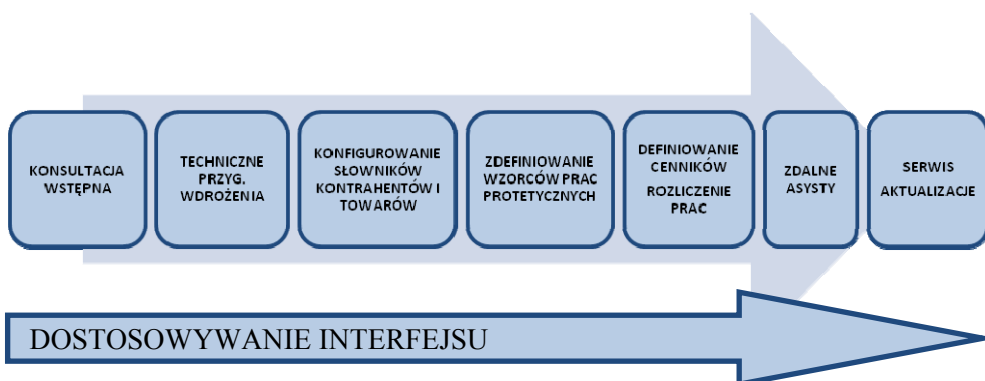 KONSULTACJA
WSTĘPNA
TECHNICZNE
PRZYG.
WDROŻENIA
KONFIGUROWANIE
SŁOWNIKÓW
KONTRAHENTÓW I
TOWARÓW
ZDEFINIOWANIE
WZORCÓW PRAC
PROTETYCZNYCH
DEFINIOWANIE
CENNIKÓW
ROZLICZENIE
PRAC
ZDALNE
ASYSTY
SERWIS
AKTUALIZACJE
DOSTOSOWYWANIE INTERFEJSU